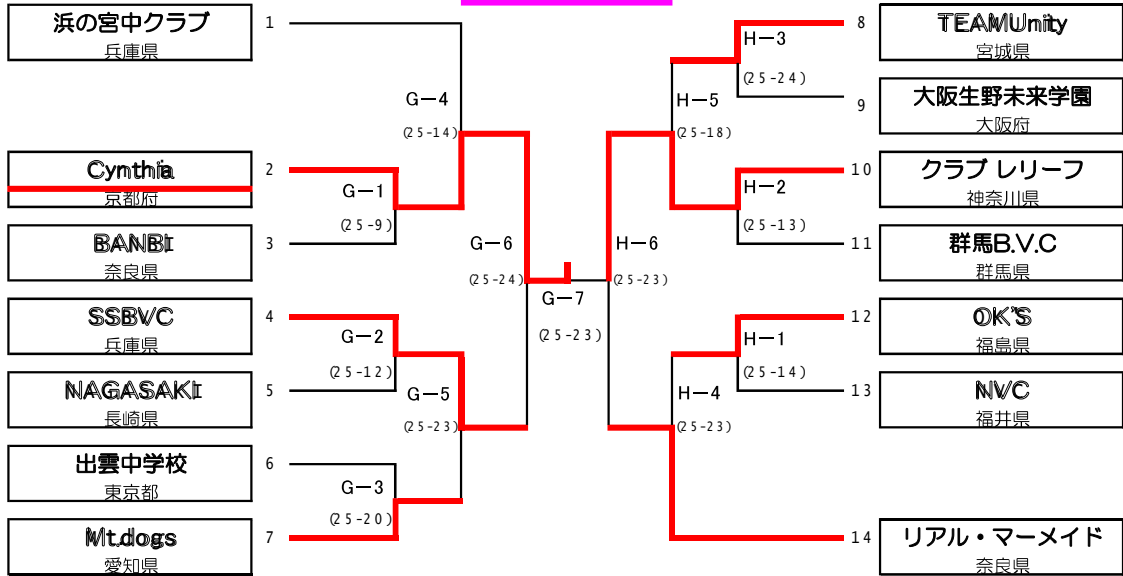 浜の宮中クラブ
兵庫県
1
Cynthia
京都府
2
BANBI
奈良県
3
SSBVC
兵庫県
4
NAGASAKI
長崎県
5
出雲中学校
東京都
6
Mt.dogs
愛知県
7
G－4
(25-14)
G－1
(25-9)
G－6
(25-24)
G－2
(25-12)
G－5
(25-23)
G－3
(25-20)
G－7
(25-23)
H－3
(25-24)
H－5
(25-18)
H－2
(25-13)
H－6
(25-23)
H－1
(25-14)
H－4
(25-23)
8
TEAMUnity
宮城県
9
大阪生野未来学園
大阪府
10
クラブ レリーフ
神奈川県
11
群馬B.V.C
群馬県
12
OK'S
福島県
13
NVC
福井県
14
リアル・マーメイド
奈良県